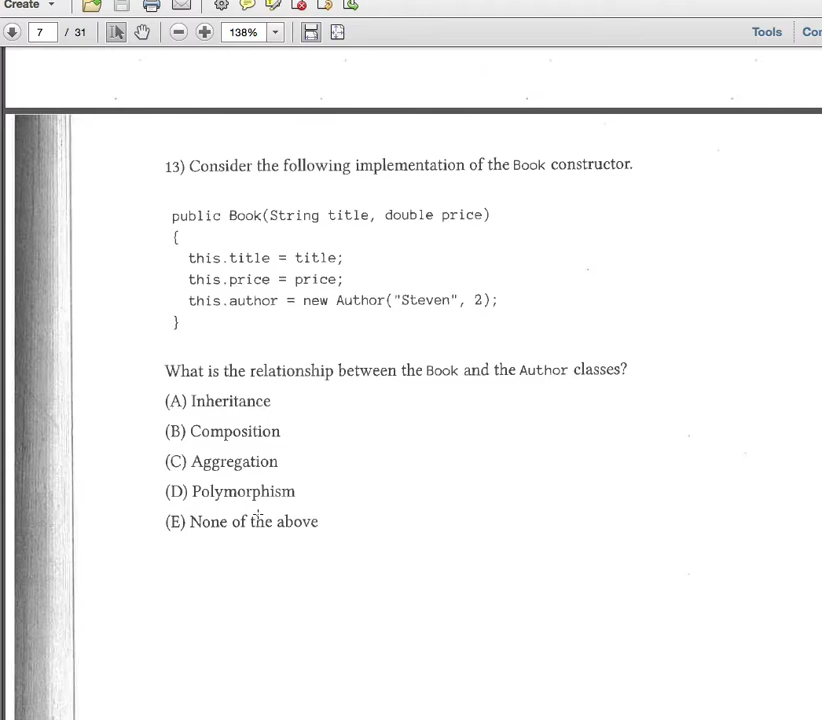 Create
7 / 31
138%
Tools
13) Consider the following implementation of the Book constructor.
public Book(String title, double price)
{
this.title = title;
this.price = price;
this.author = new Author("Steven", 2);
}
What is the relationship between the Book and the Author classes?
(A) Inheritance
(B) Composition
(C) Aggregation
(D) Polymorphism
(E) None of the above